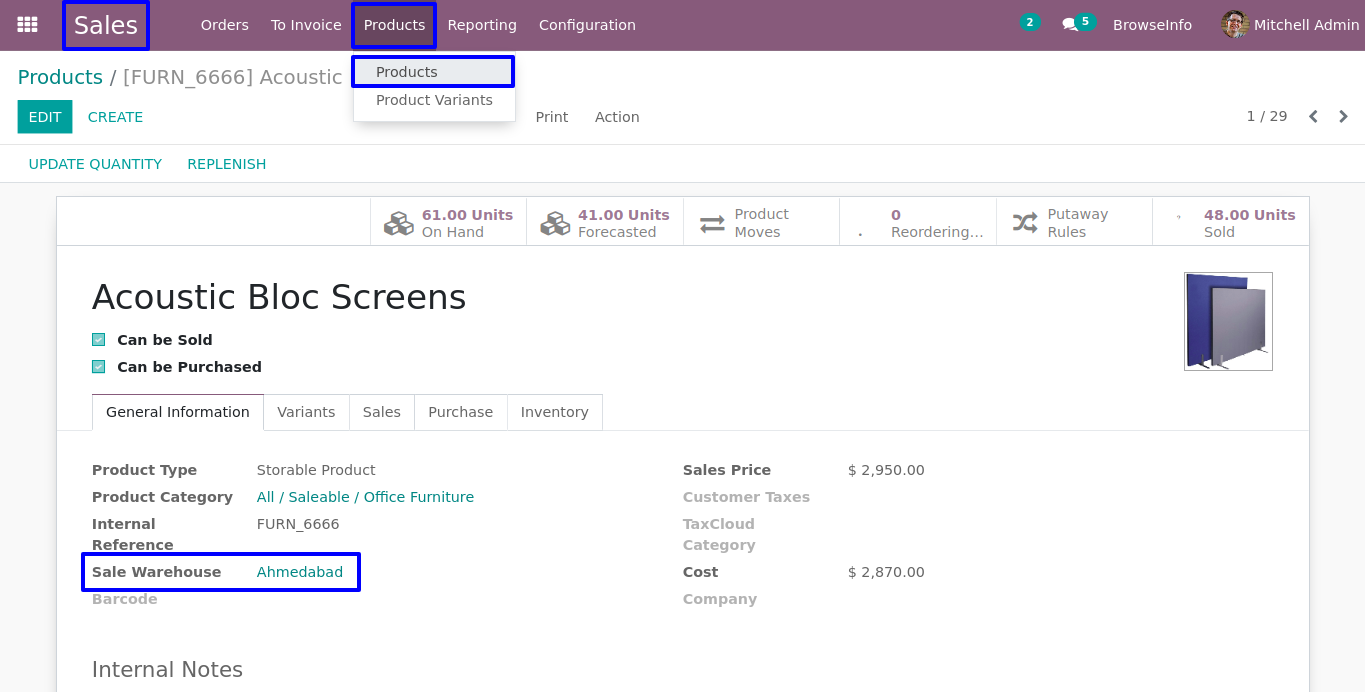 Sales Orders To Invoice Products Reporting Configuration 2 5 BrowseInfo Mitchell Admin
Products / [FURN_6666] Acoustic
Products
Product Variants
EDIT CREATE Print Action 1 / 29
UPDATE QUANTITY REPLENISH
61.00 Units
On Hand
41.00 Units
Forecasted
Product
Moves
0
Reordering...
Putaway
Rules
48.00 Units
Sold
Acoustic Bloc Screens
Can be Sold
Can be Purchased
General Information Variants Sales Purchase Inventory
Product Type Storable Product
Product Category All / Saleable / Office Furniture
Internal
Reference FURN_6666
Sale Warehouse Ahmedabad
Barcode
Sales Price $ 2,950.00
Customer Taxes
TaxCloud
Category
Cost $ 2,870.00
Company
Internal Notes